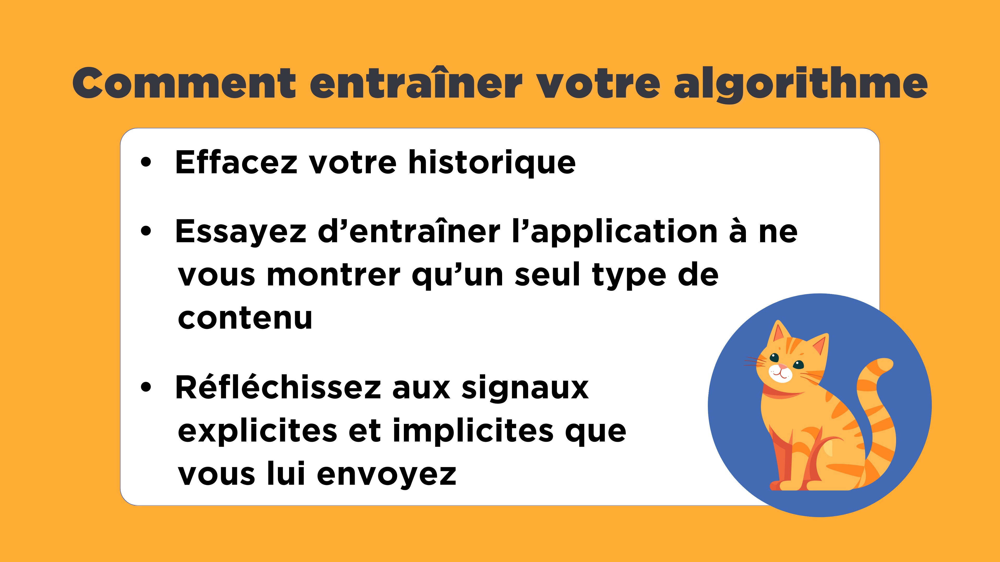 Comment entraîner votre algorithme
• Effacez votre historique
• Essayez d’entraîner l’application à ne
vous montrer qu’un seul type de
contenu
• Réfléchissez aux signaux
explicites et implicites que
vous lui envoyez